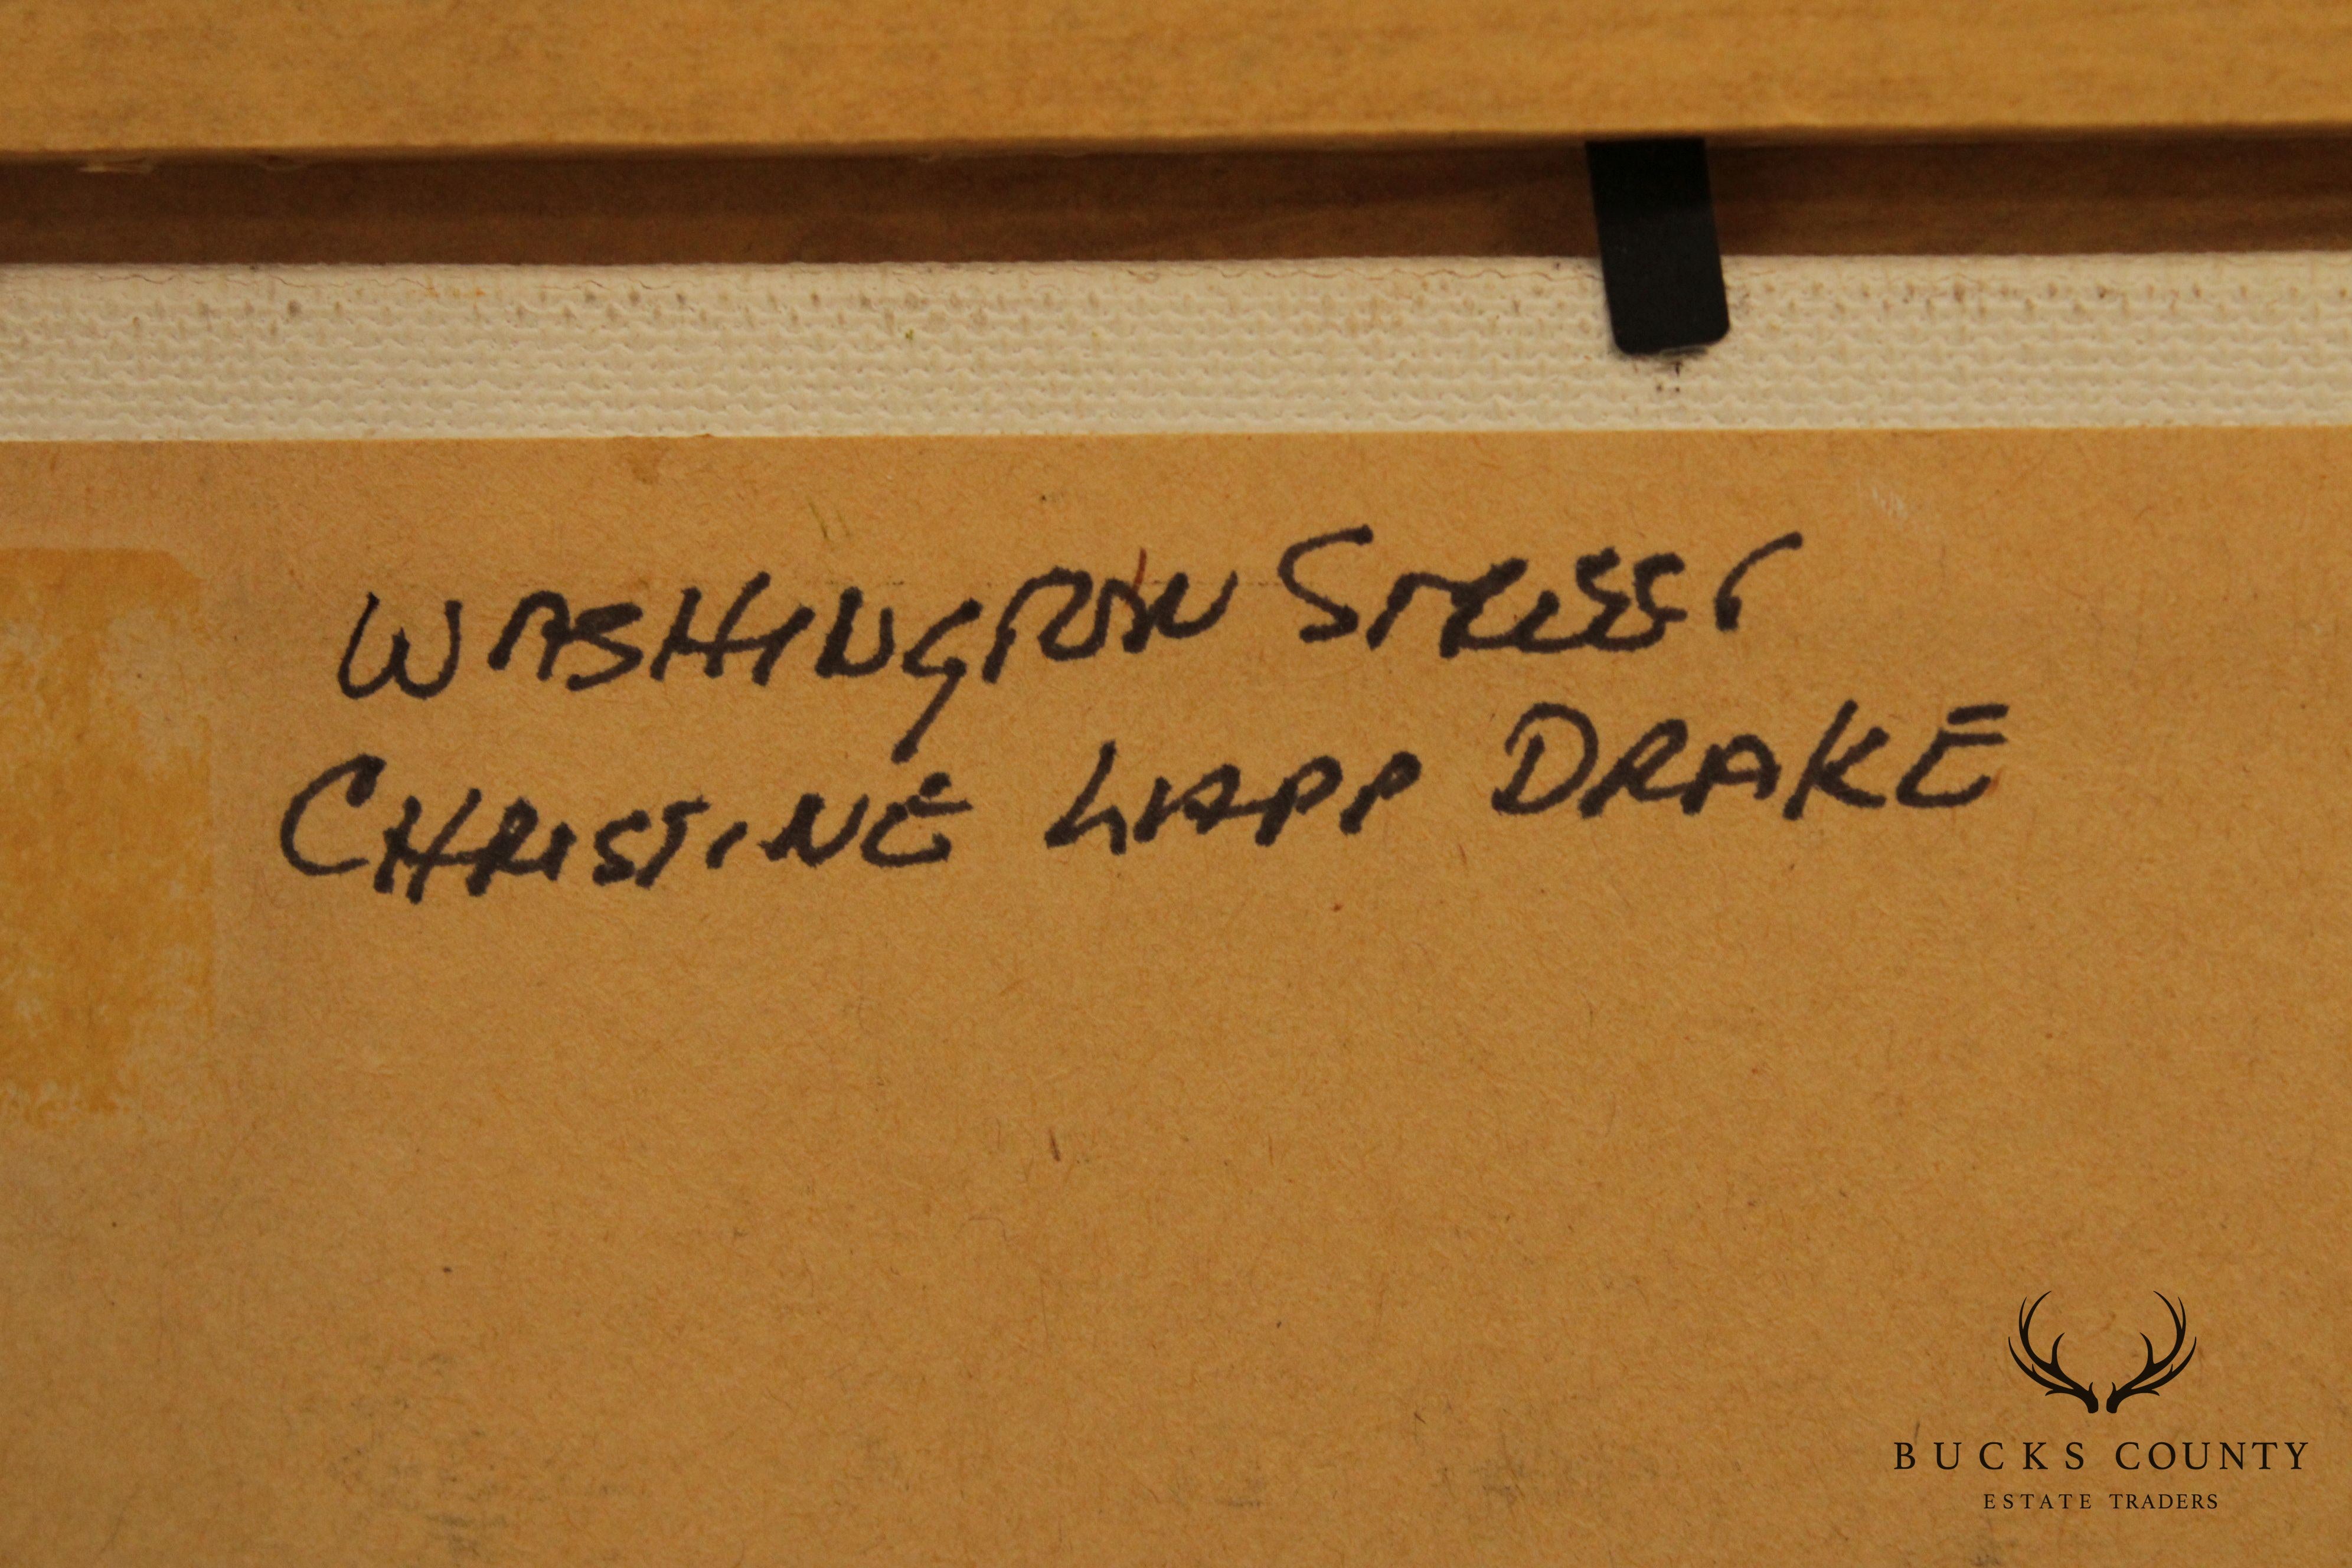 WASHINGTON STREET
CHRISTINE LAPP DRAKE
BUCKS COUNTY
ESTATE TRADERS